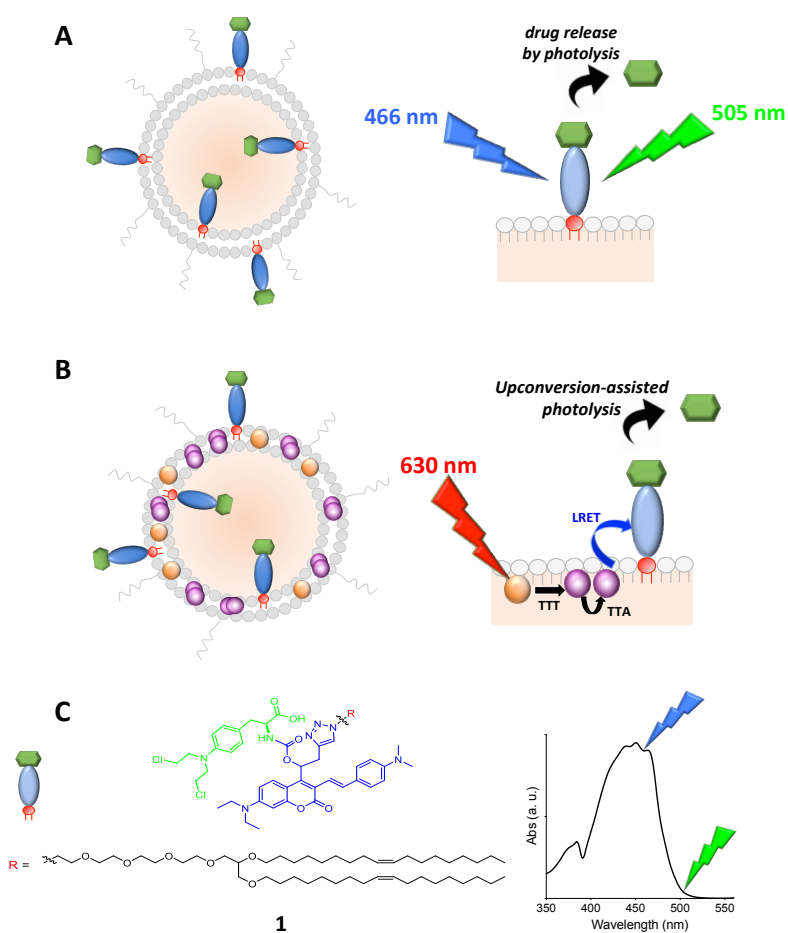 A
drug release
by photolysis
466 nm
505 nm
B
Upconversion-assisted
photolysis
630 nm
LRET
TTT
TTA
C
O
OH
R
N N
N
HN
O
O
N
Cl
Cl
N
N
O
O
R =
O
O
O
O
O
O
1
Abs (a. u.)
350
400
450
500
550
Wavelength (nm)